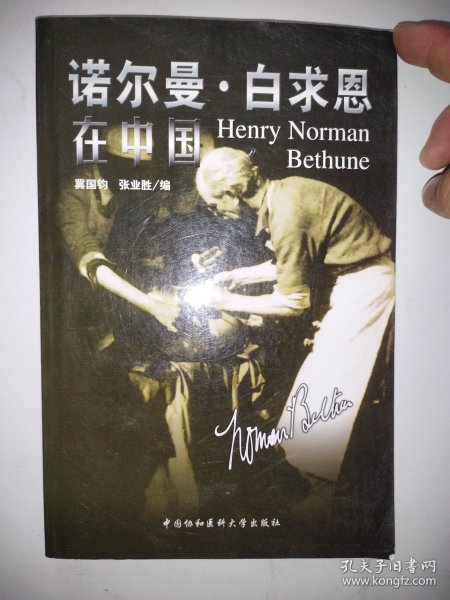 诺尔曼·白求恩
在中国
Henry Norman
Bethune
冀国钧 张业胜/编
Norman Bethune
中国协和医科大学出版社
孔夫子旧书网
www.kongfz.com